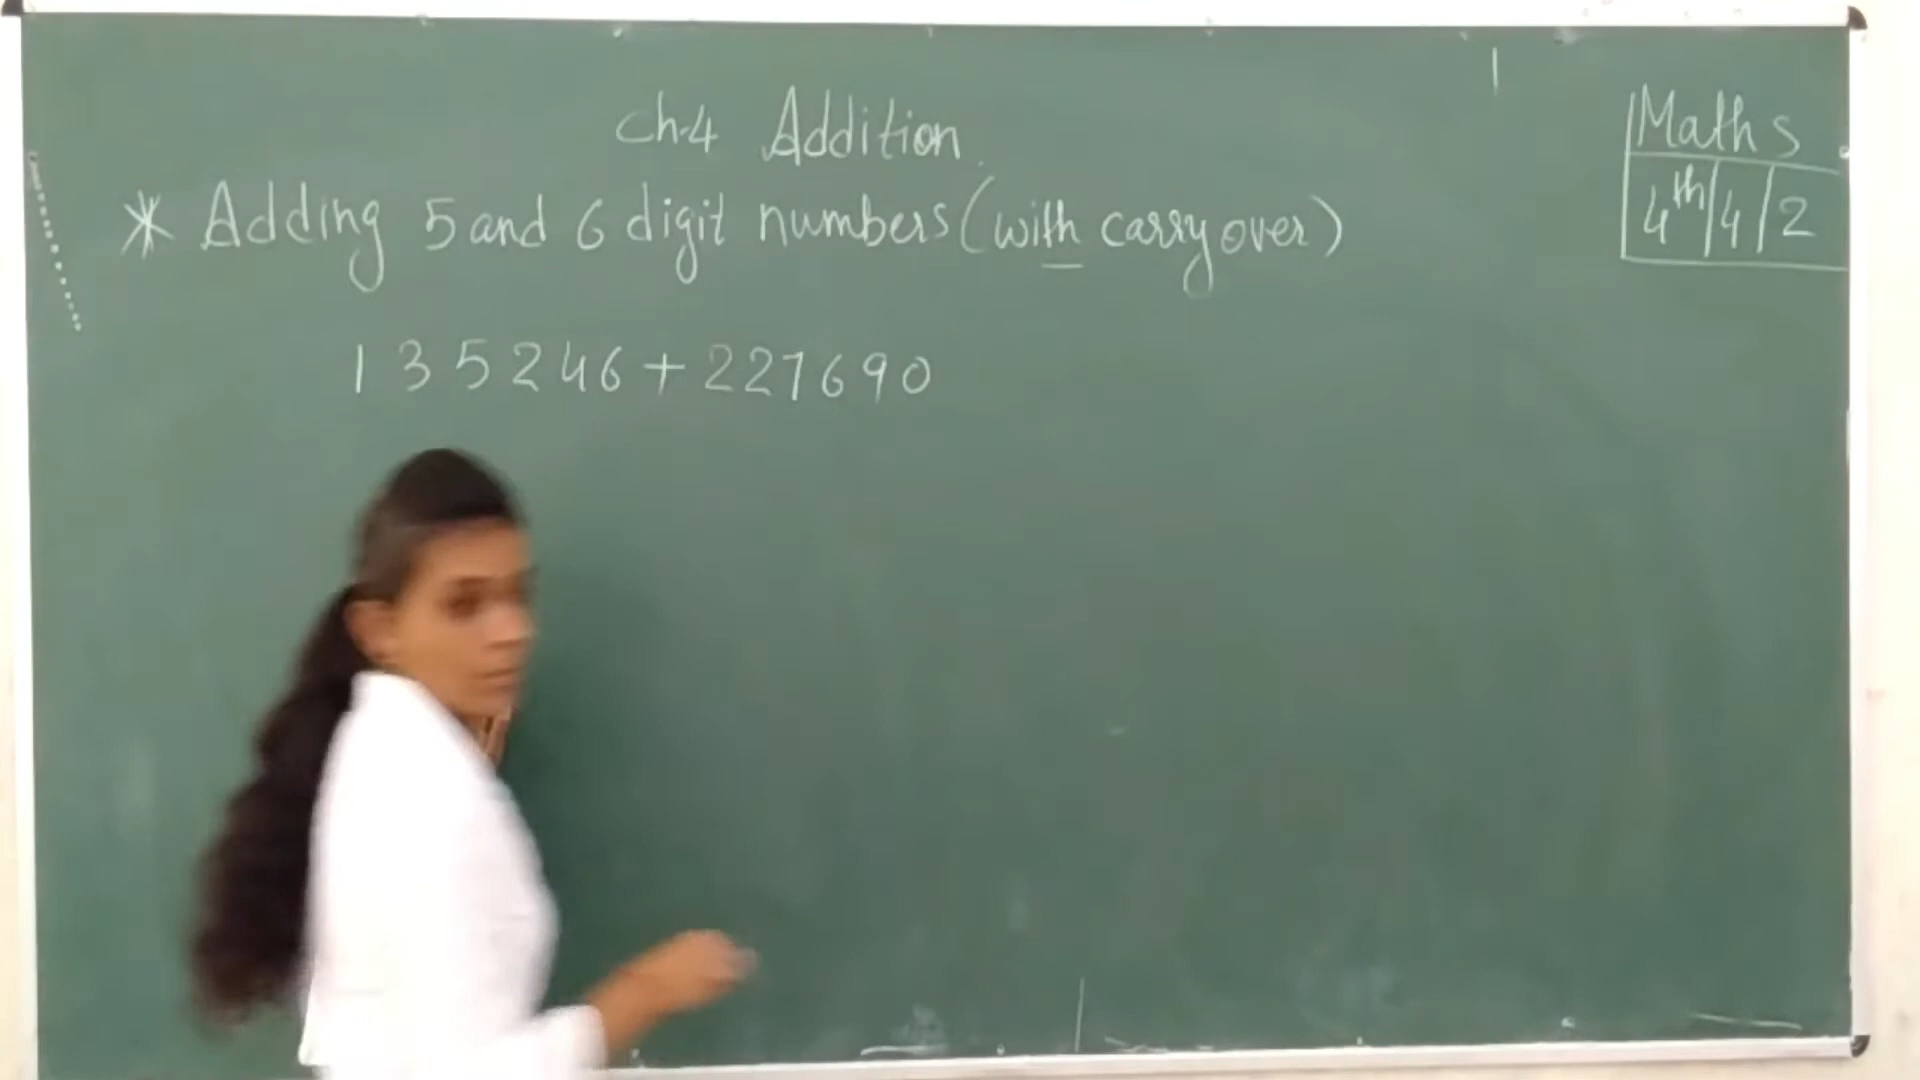 Ch-4 Addition.
* Adding 5 and 6 digit numbers (with carry over)
135246 + 227690
Maths
4th/4/2